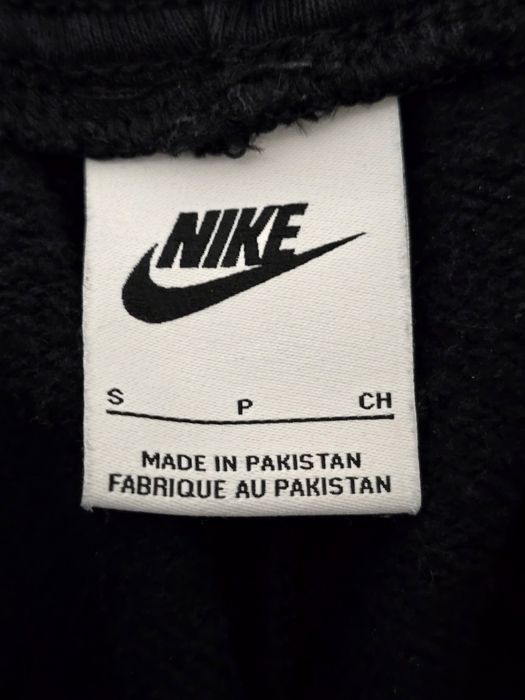 NIKE
S P CH
MADE IN PAKISTAN
FABRIQUE AU PAKISTAN